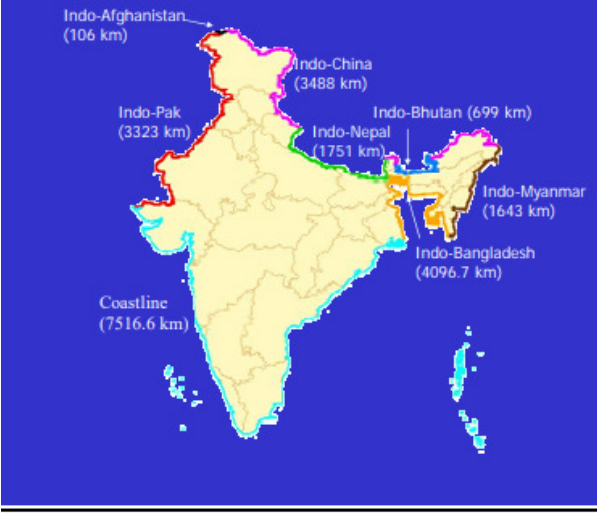 Indo-Afghanistan
(106 km)
Indo-China
(3488 km)
Indo-Pak
(3323 km)
Indo-Bhutan (699 km)
Indo-Nepal
(1751 km)
Indo-Myanmar
(1643 km)
Indo-Bangladesh
(4096.7 km)
Coastline
(7516.6 km)